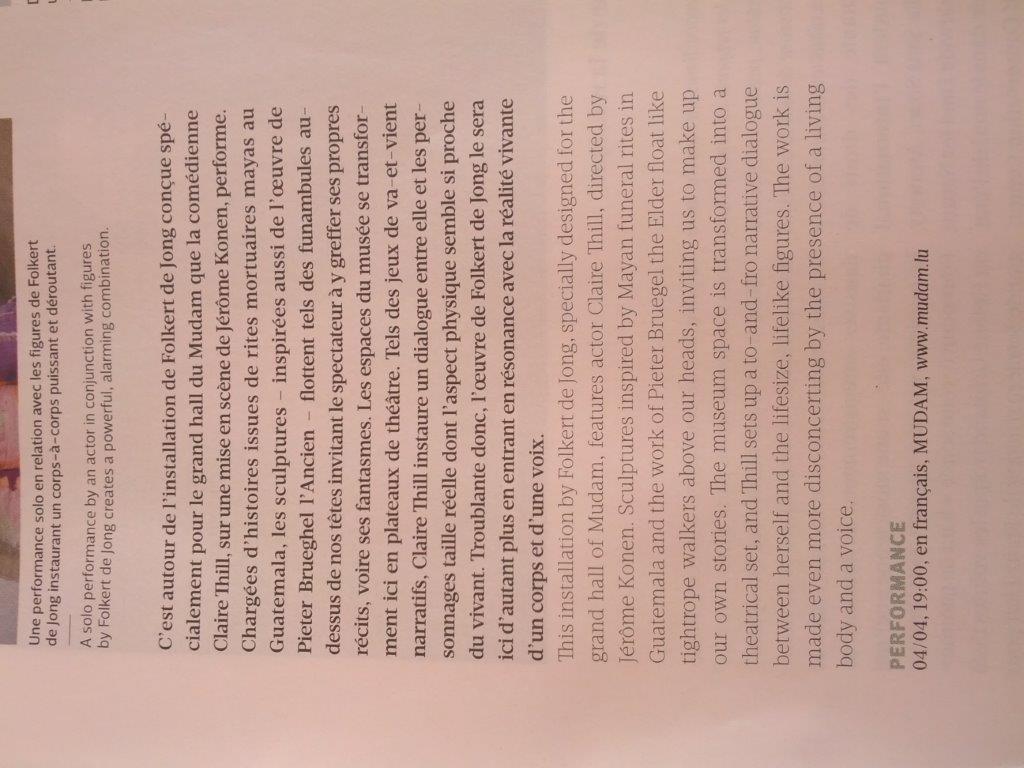 Une performance solo en relation avec les figures de Folkert
de Jong instaurant un corps-à-corps puissant et déroutant.
A solo performance by an actor in conjunction with figures
by Folkert de Jong creates a powerful, alarming combination.
C'est autour de l'installation de Folkert de Jong conçue spé-
cialement pour le grand hall du Mudam que la comédienne
Claire Thill, sur une mise en scène de Jérôme Konen, performe.
Chargées d'histoires issues de rites mortuaires mayas au
Guatemala, les sculptures – inspirées aussi de l'œuvre de
Pieter Brueghel l'Ancien – flottent tels des funambules au-
dessus de nos têtes invitant le spectateur à y greffer ses propres
récits, voire ses fantasmes. Les espaces du musée se transfor-
ment ici en plateaux de théâtre. Tels des jeux de va-et-vient
narratifs, Claire Thill instaure un dialogue entre elle et les per-
sonnages taille réelle dont l'aspect physique semble si proche
du vivant. Troublante donc, l'œuvre de Folkert de Jong le sera
ici d'autant plus en entrant en résonance avec la réalité vivante
d'un corps et d'une voix.
This installation by Folkert de Jong, specially designed for the
grand hall of Mudam, features actor Claire Thill, directed by
Jérôme Konen. Sculptures inspired by Mayan funeral rites in
Guatemala and the work of Pieter Bruegel the Elder float like
tightrope walkers above our heads, inviting us to make up
our own stories. The museum space is transformed into a
theatrical set, and Thill sets up a to-and-fro narrative dialogue
between herself and the lifesize, lifelike figures. The work is
made even more disconcerting by the presence of a living
body and a voice.
PERFORMANCE
04/04, 19:00, en français, MUDAM, www.mudam.lu